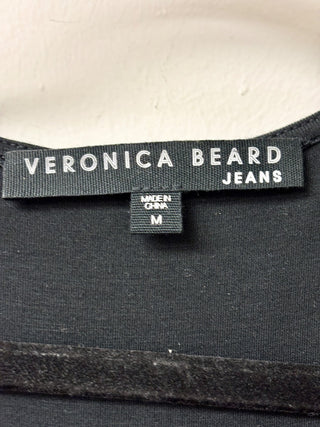 VERONICA BEARD
JEANS
MADE IN
CHINA
M